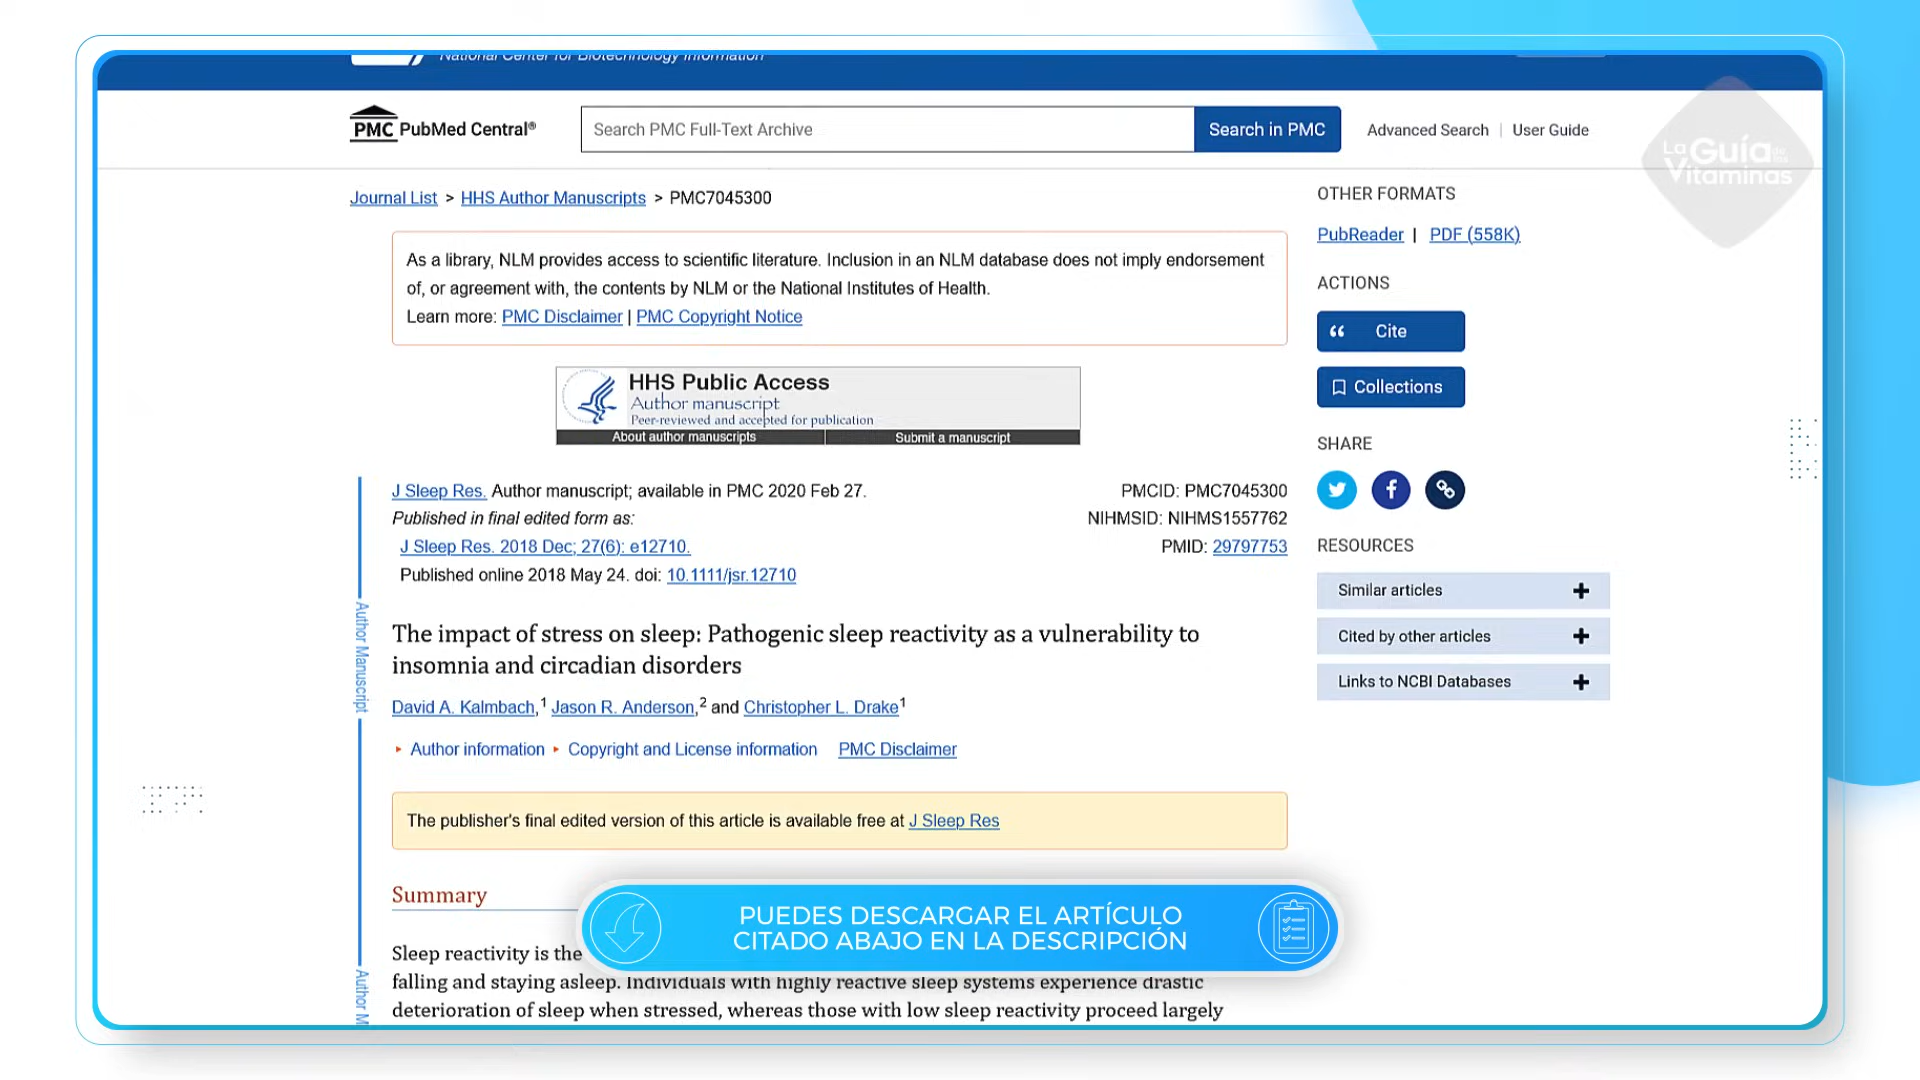 National Center for Biotechnology Information
PMC PubMed Central®
Search PMC Full-Text Archive
Search in PMC
Advanced Search | User Guide
La Guía de las Vitaminas
Journal List > HHS Author Manuscripts > PMC7045300
As a library, NLM provides access to scientific literature. Inclusion in an NLM database does not imply endorsement
of, or agreement with, the contents by NLM or the National Institutes of Health.
Learn more: PMC Disclaimer | PMC Copyright Notice
HHS Public Access
Author manuscript
Peer-reviewed and accepted for publication
About author manuscripts
Submit a manuscript
J Sleep Res. Author manuscript; available in PMC 2020 Feb 27.
Published in final edited form as:
J Sleep Res. 2018 Dec; 27(6): e12710.
Published online 2018 May 24. doi: 10.1111/jsr.12710
PMCID: PMC7045300
NIHMSID: NIHMS1557762
PMID: 29797753
The impact of stress on sleep: Pathogenic sleep reactivity as a vulnerability to
insomnia and circadian disorders
David A. Kalmbach,1 Jason R. Anderson,2 and Christopher L. Drake1
Author information
Copyright and License information
PMC Disclaimer
The publisher's final edited version of this article is available free at J Sleep Res
Summary
Sleep reactivity is the
falling and staying asleep. Individuals with highly reactive sleep systems experience drastic
deterioration of sleep when stressed, whereas those with low sleep reactivity proceed largely
Author Manuscript
Author M
OTHER FORMATS
PubReader | PDF (558K)
ACTIONS
Cite
Collections
SHARE
RESOURCES
Similar articles
Cited by other articles
Links to NCBI Databases
PUEDES DESCARGAR EL ARTÍCULO
CITADO ABAJO EN LA DESCRIPCIÓN